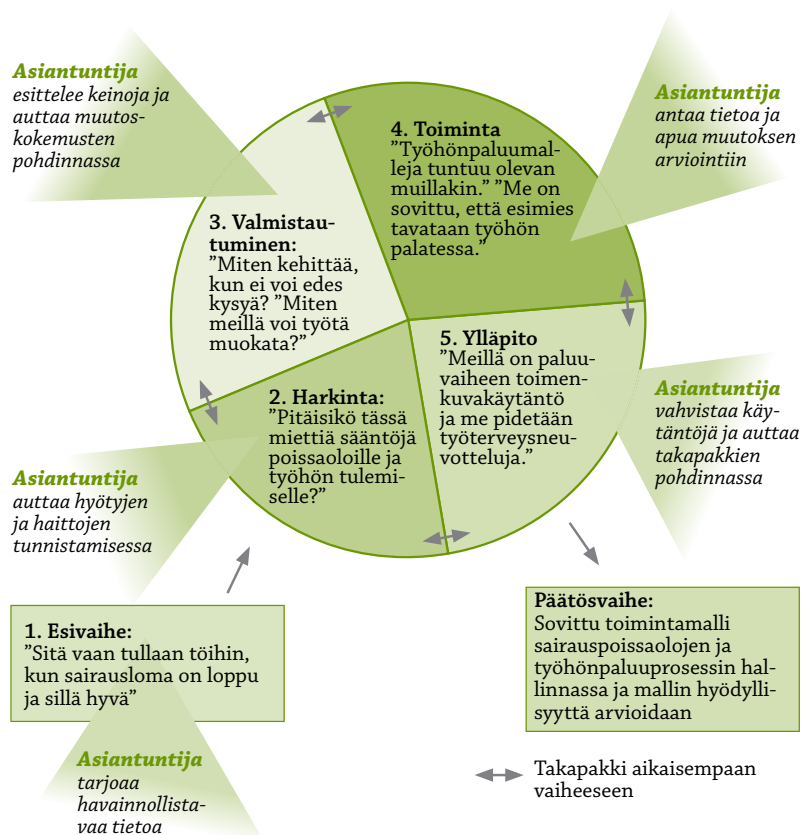 Asiantuntija
esittelee keinoja ja
auttaa muutos-
kokemusten
pohdinnassa
Asiantuntija
antaa tietoa ja
apua muutoksen
arviointiin
4. Toiminta
”Työhönpaluumal-
leja tuntuu olevan
muillakin.” ”Me on
sovittu, että esimies
tavataan työhön
palatessa.”
3. Valmistau-
tuminen:
”Miten kehittää,
kun ei voi edes
kysyä? ”Miten
meillä voi työtä
muokata?”
5. Ylläpito
”Meillä on paluu-
vaiheen toimen-
kuvakäytäntö
ja me pidetään
työterveysneu-
votteluja.”
2. Harkinta:
”Pitäisikö tässä
miettiä sääntöjä
poissaoloille ja
työhön tulemi-
selle?”
Asiantuntija
vahvistaa käy-
täntöjä ja auttaa
takapakkien
pohdinnassa
Asiantuntija
auttaa hyötyjen
ja haittojen
tunnistamisessa
1. Esivaihe:
”Sitä vaan tullaan töihin,
kun sairausloma on loppu
ja sillä hyvä”
Päätösvaihe:
Sovittu toimintamalli
sairauspoissaolojen ja
työhönpaluuprosessin hal-
linnassa ja mallin hyödylli-
syyttä arvioidaan
Asiantuntija
tarjoaa
havainnollista-
vaa tietoa
Takapakki aikaisempaan
vaiheeseen